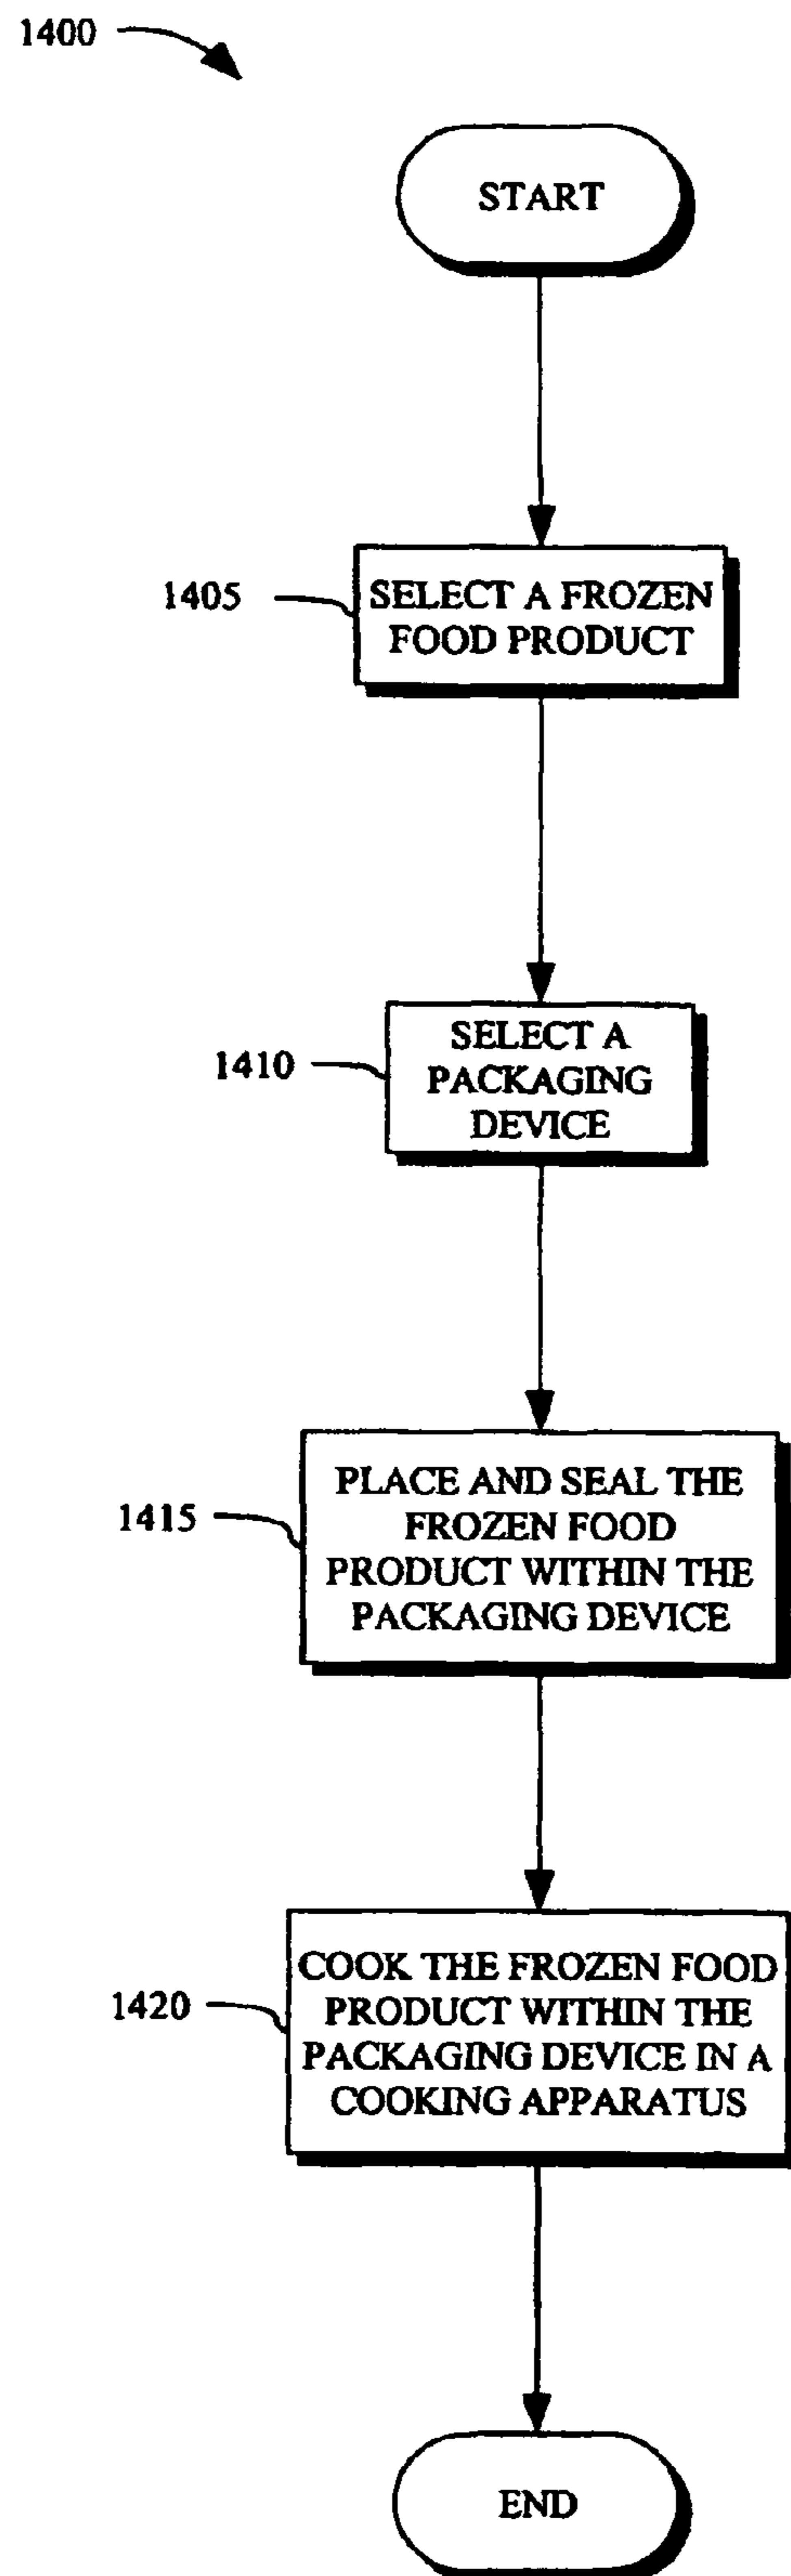 1400
START
1405
SELECT A FROZEN
FOOD PRODUCT
1410
SELECT A
PACKAGING
DEVICE
1415
PLACE AND SEAL THE
FROZEN FOOD
PRODUCT WITHIN THE
PACKAGING DEVICE
1420
COOK THE FROZEN FOOD
PRODUCT WITHIN THE
PACKAGING DEVICE IN A
COOKING APPARATUS
END